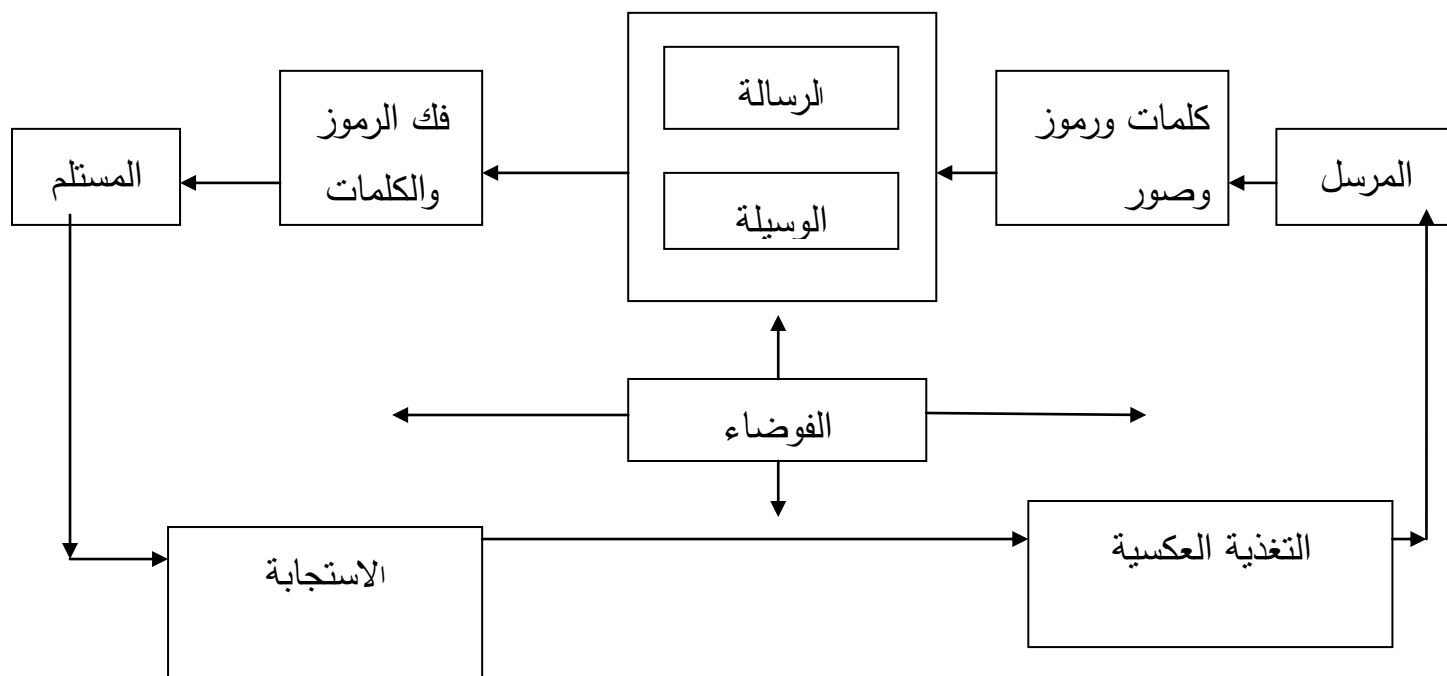 الرسالة
كلمات ورموز
وصور
فك الرموز
والكلمات
المرسل
المستلم
الوسيلة
الفوضاء
التغذية العكسية
الاستجابة